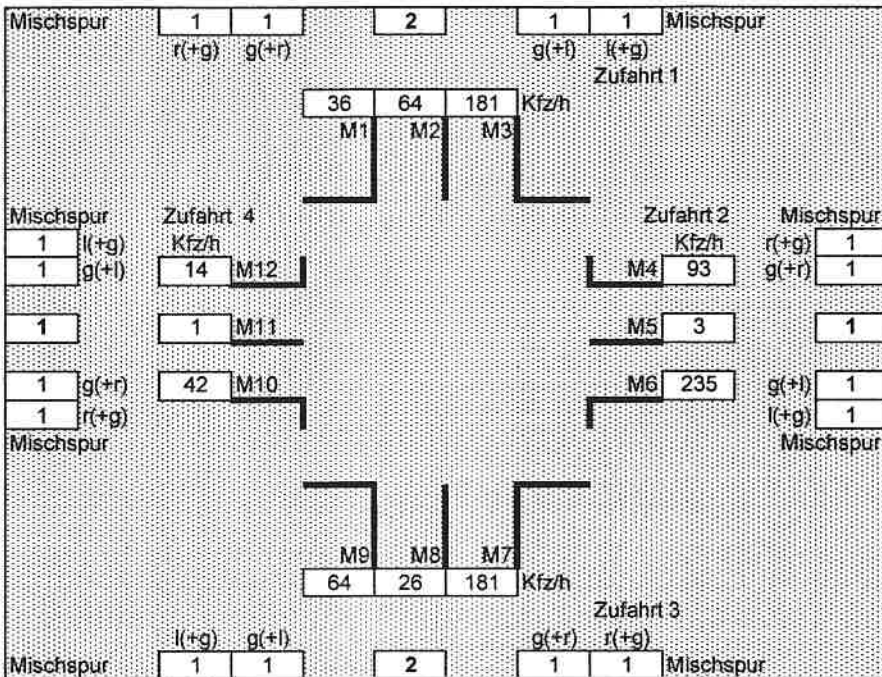 Mischspur 1 1 2 1 1 Mischspur
r(+g) g(+r) g(+l) l(+g)
Zufahrt 1
36 64 181 Kfz/h
M1 M2 M3
Mischspur Zufahrt 4 Zufahrt 2 Mischspur
1 l(+g) Kfz/h Kfz/h r(+g) 1
1 g(+l) 14 M12 M4 93 g(+r) 1
1 1 M11 M5 3 1
1 g(+r) 42 M10 M6 235 g(+l) 1
1 r(+g) l(+g) 1
Mischspur Mischspur
M9 M8 M7
64 26 181 Kfz/h
Zufahrt 3
l(+g) g(+l) g(+r) r(+g)
Mischspur 1 1 2 1 1 Mischspur